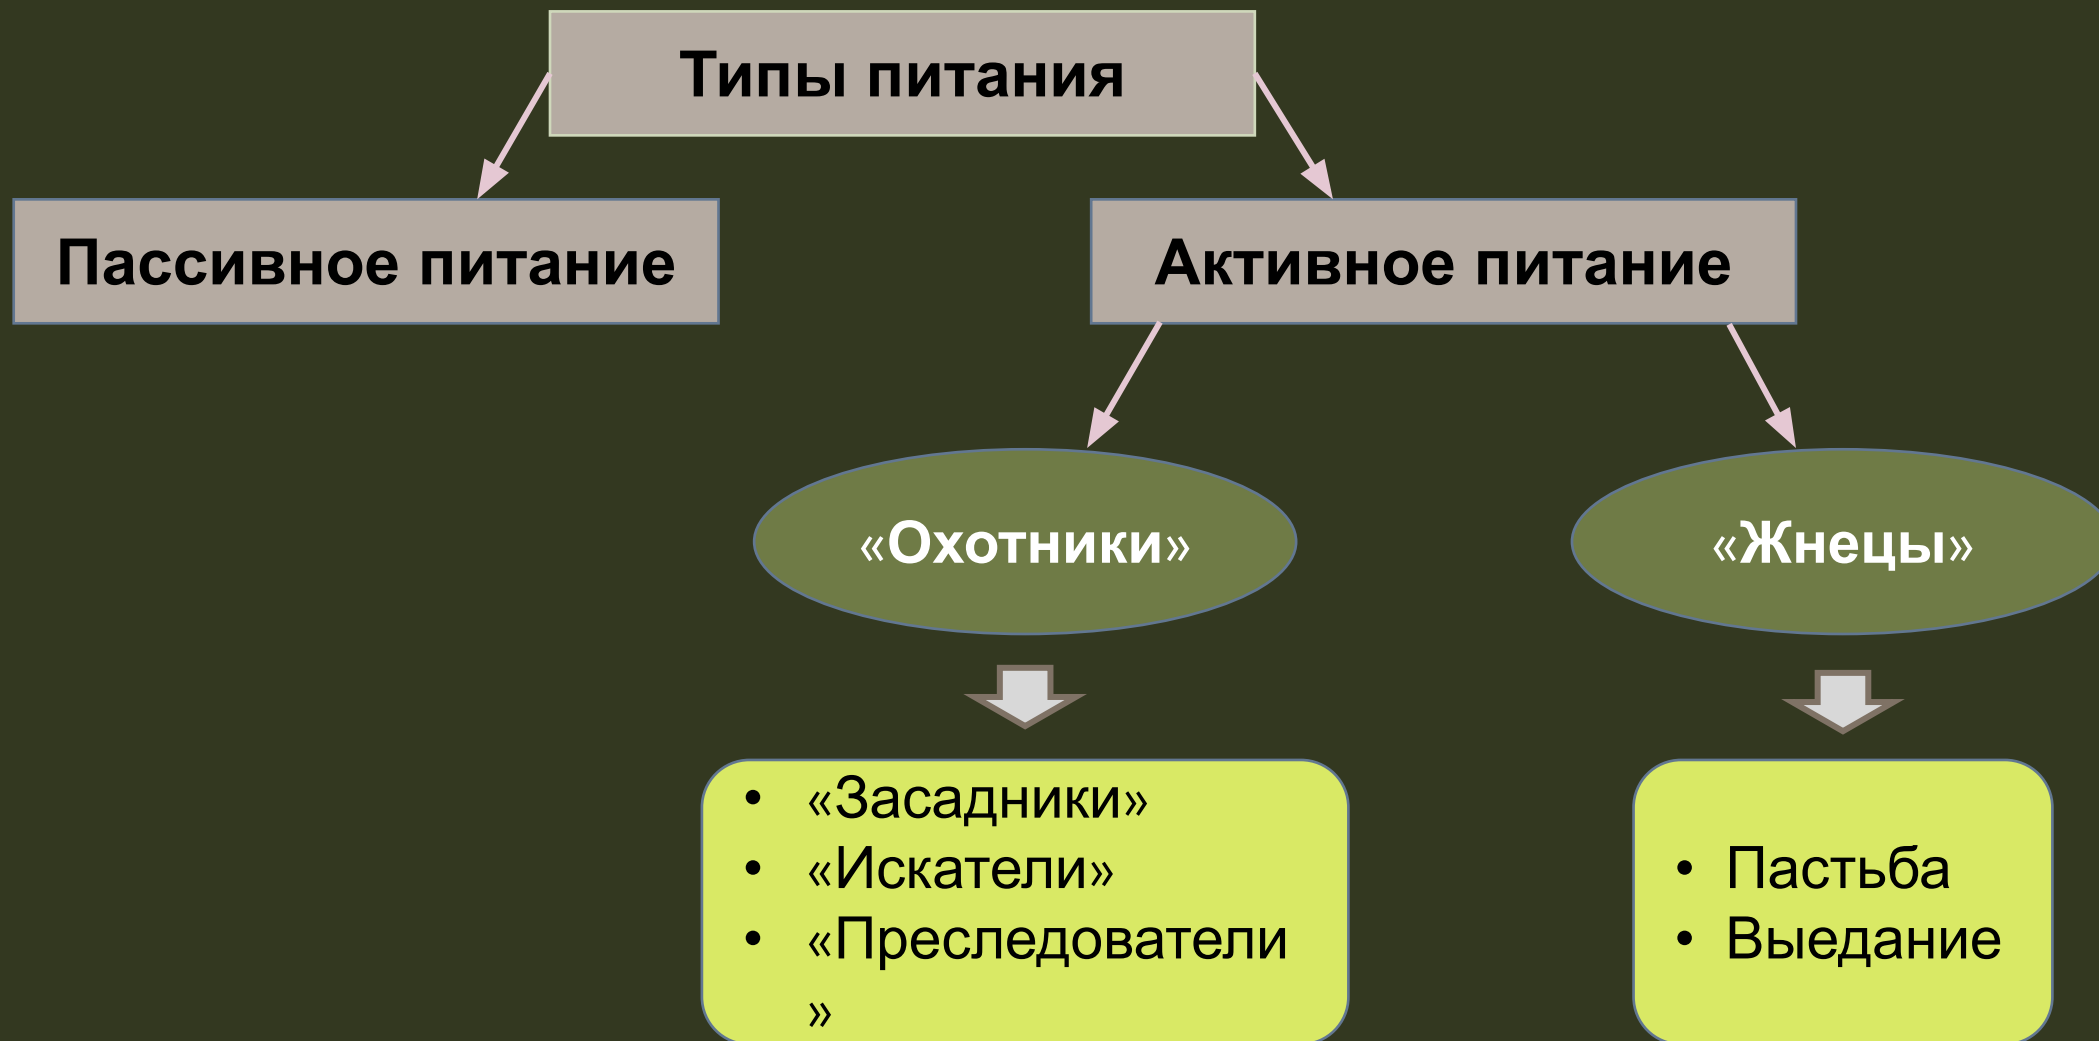 Типы питания
Пассивное питание
Активное питание
«Охотники»
«Жнецы»
• «Засадники»
• «Искатели»
• «Преследователи
»
• Пастьба
• Выедание